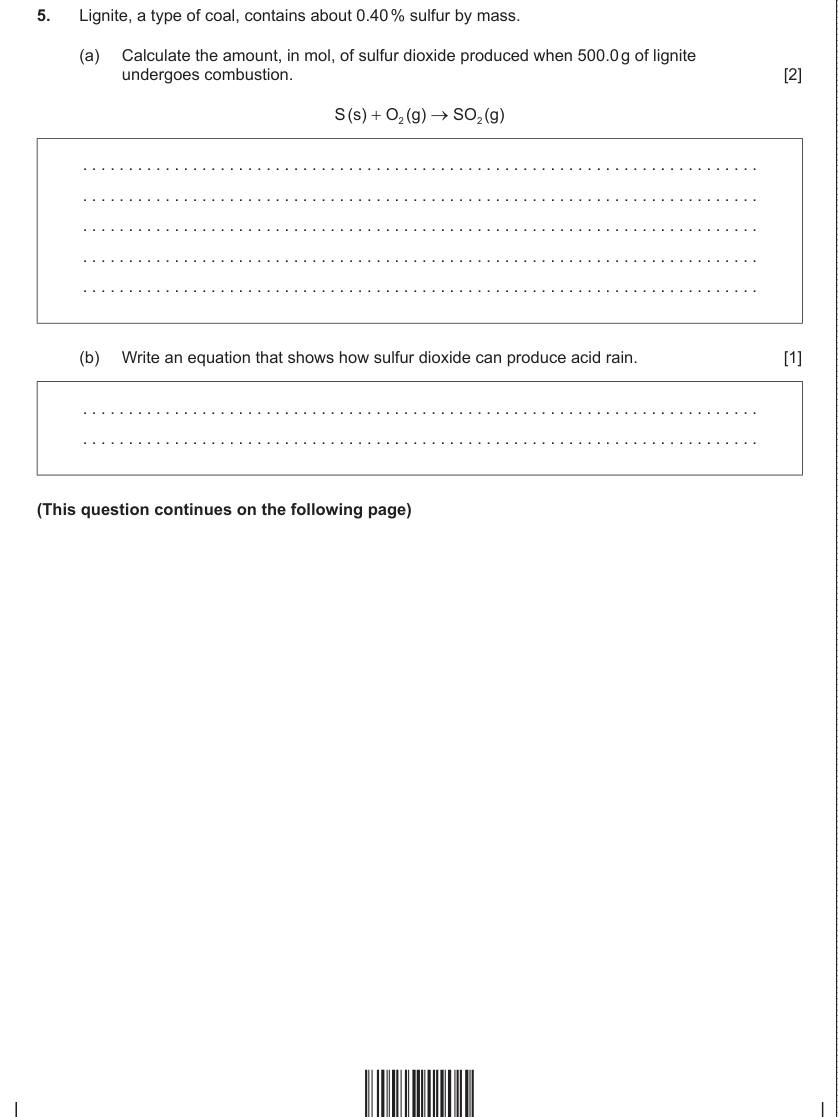 5. Lignite, a type of coal, contains about 0.40 % sulfur by mass.
(a) Calculate the amount, in mol, of sulfur dioxide produced when 500.0 g of lignite
undergoes combustion. [2]
S (s) + O₂ (g) → SO₂ (g)
(b) Write an equation that shows how sulfur dioxide can produce acid rain. [1]
(This question continues on the following page)